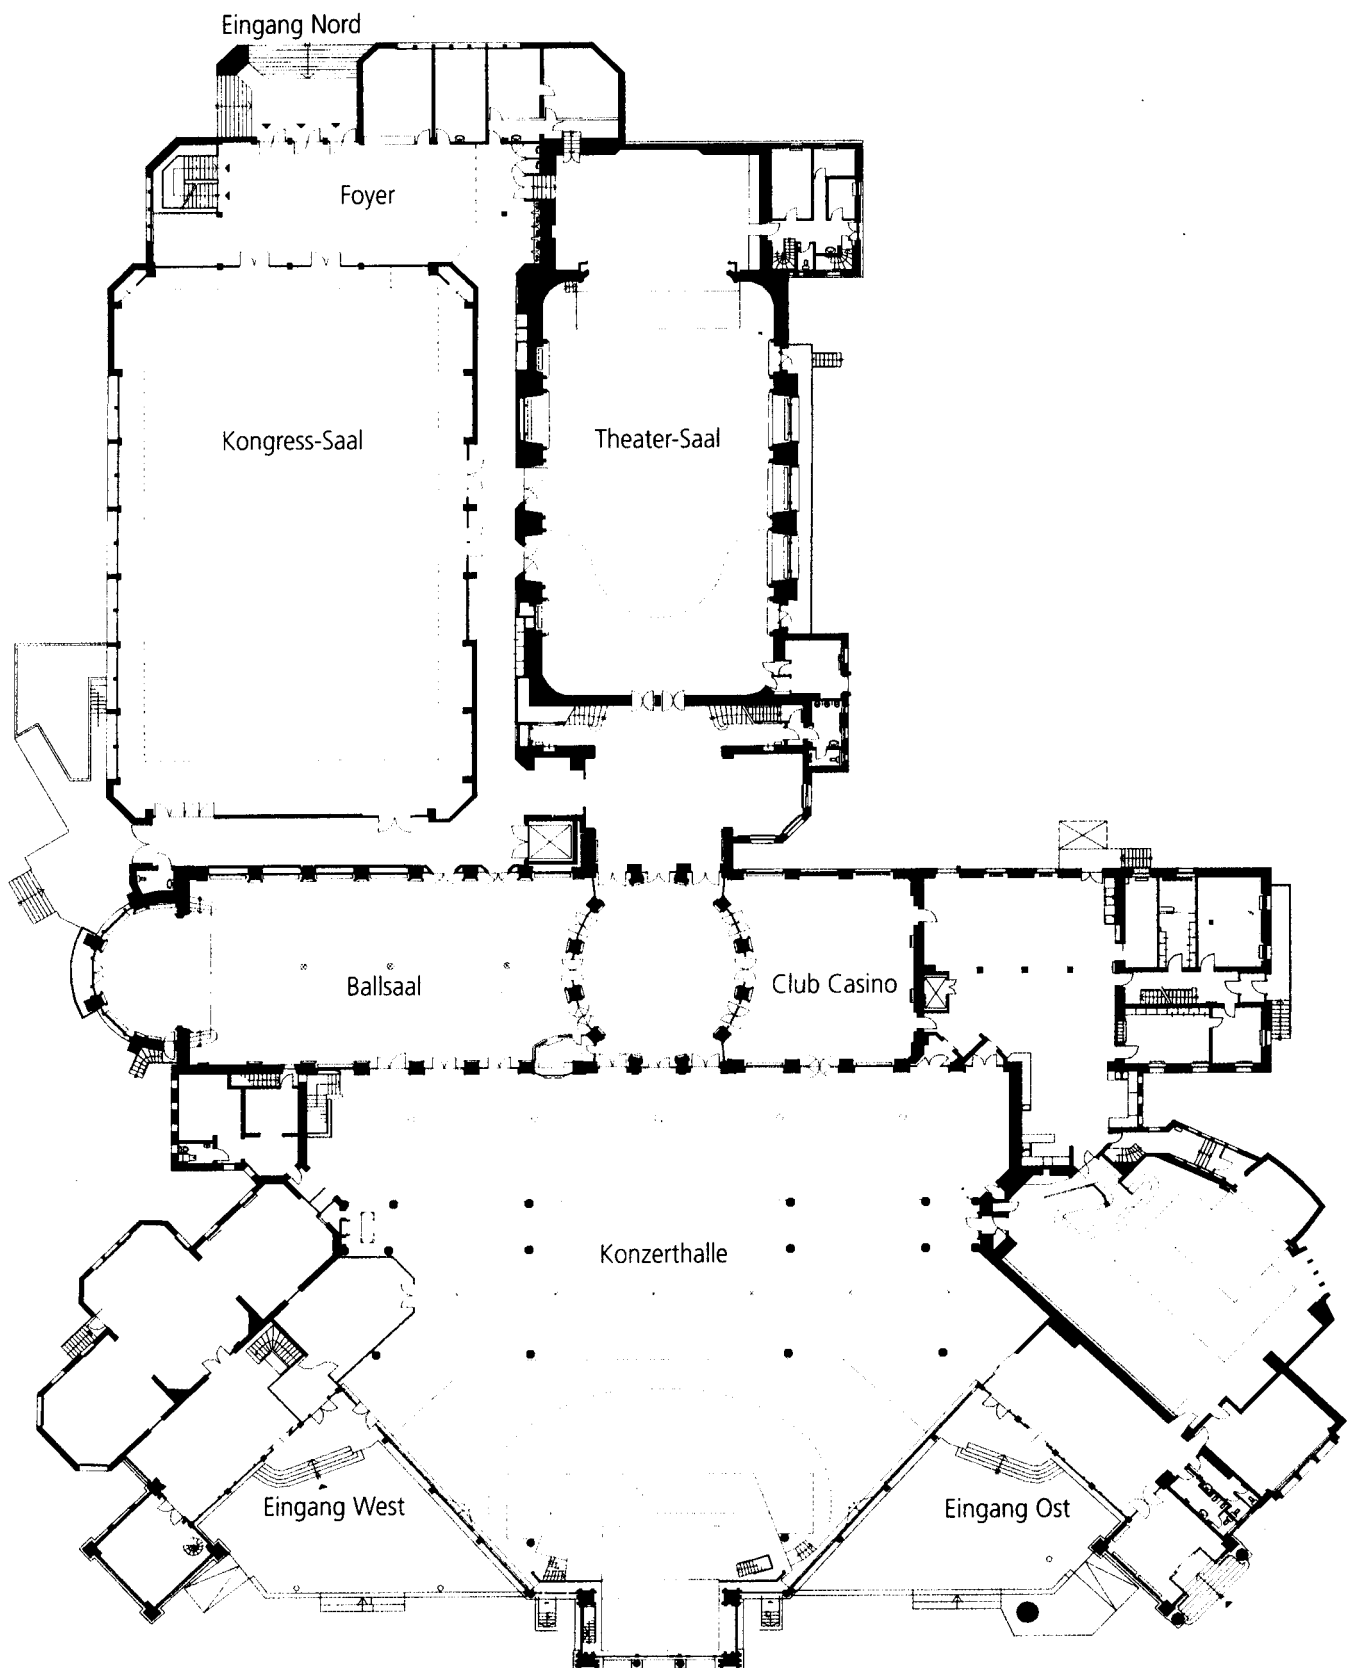 Eingang Nord
Foyer
Kongress-Saal
Theater-Saal
Ballsaal
Club Casino
Konzerthalle
Eingang West
Eingang Ost